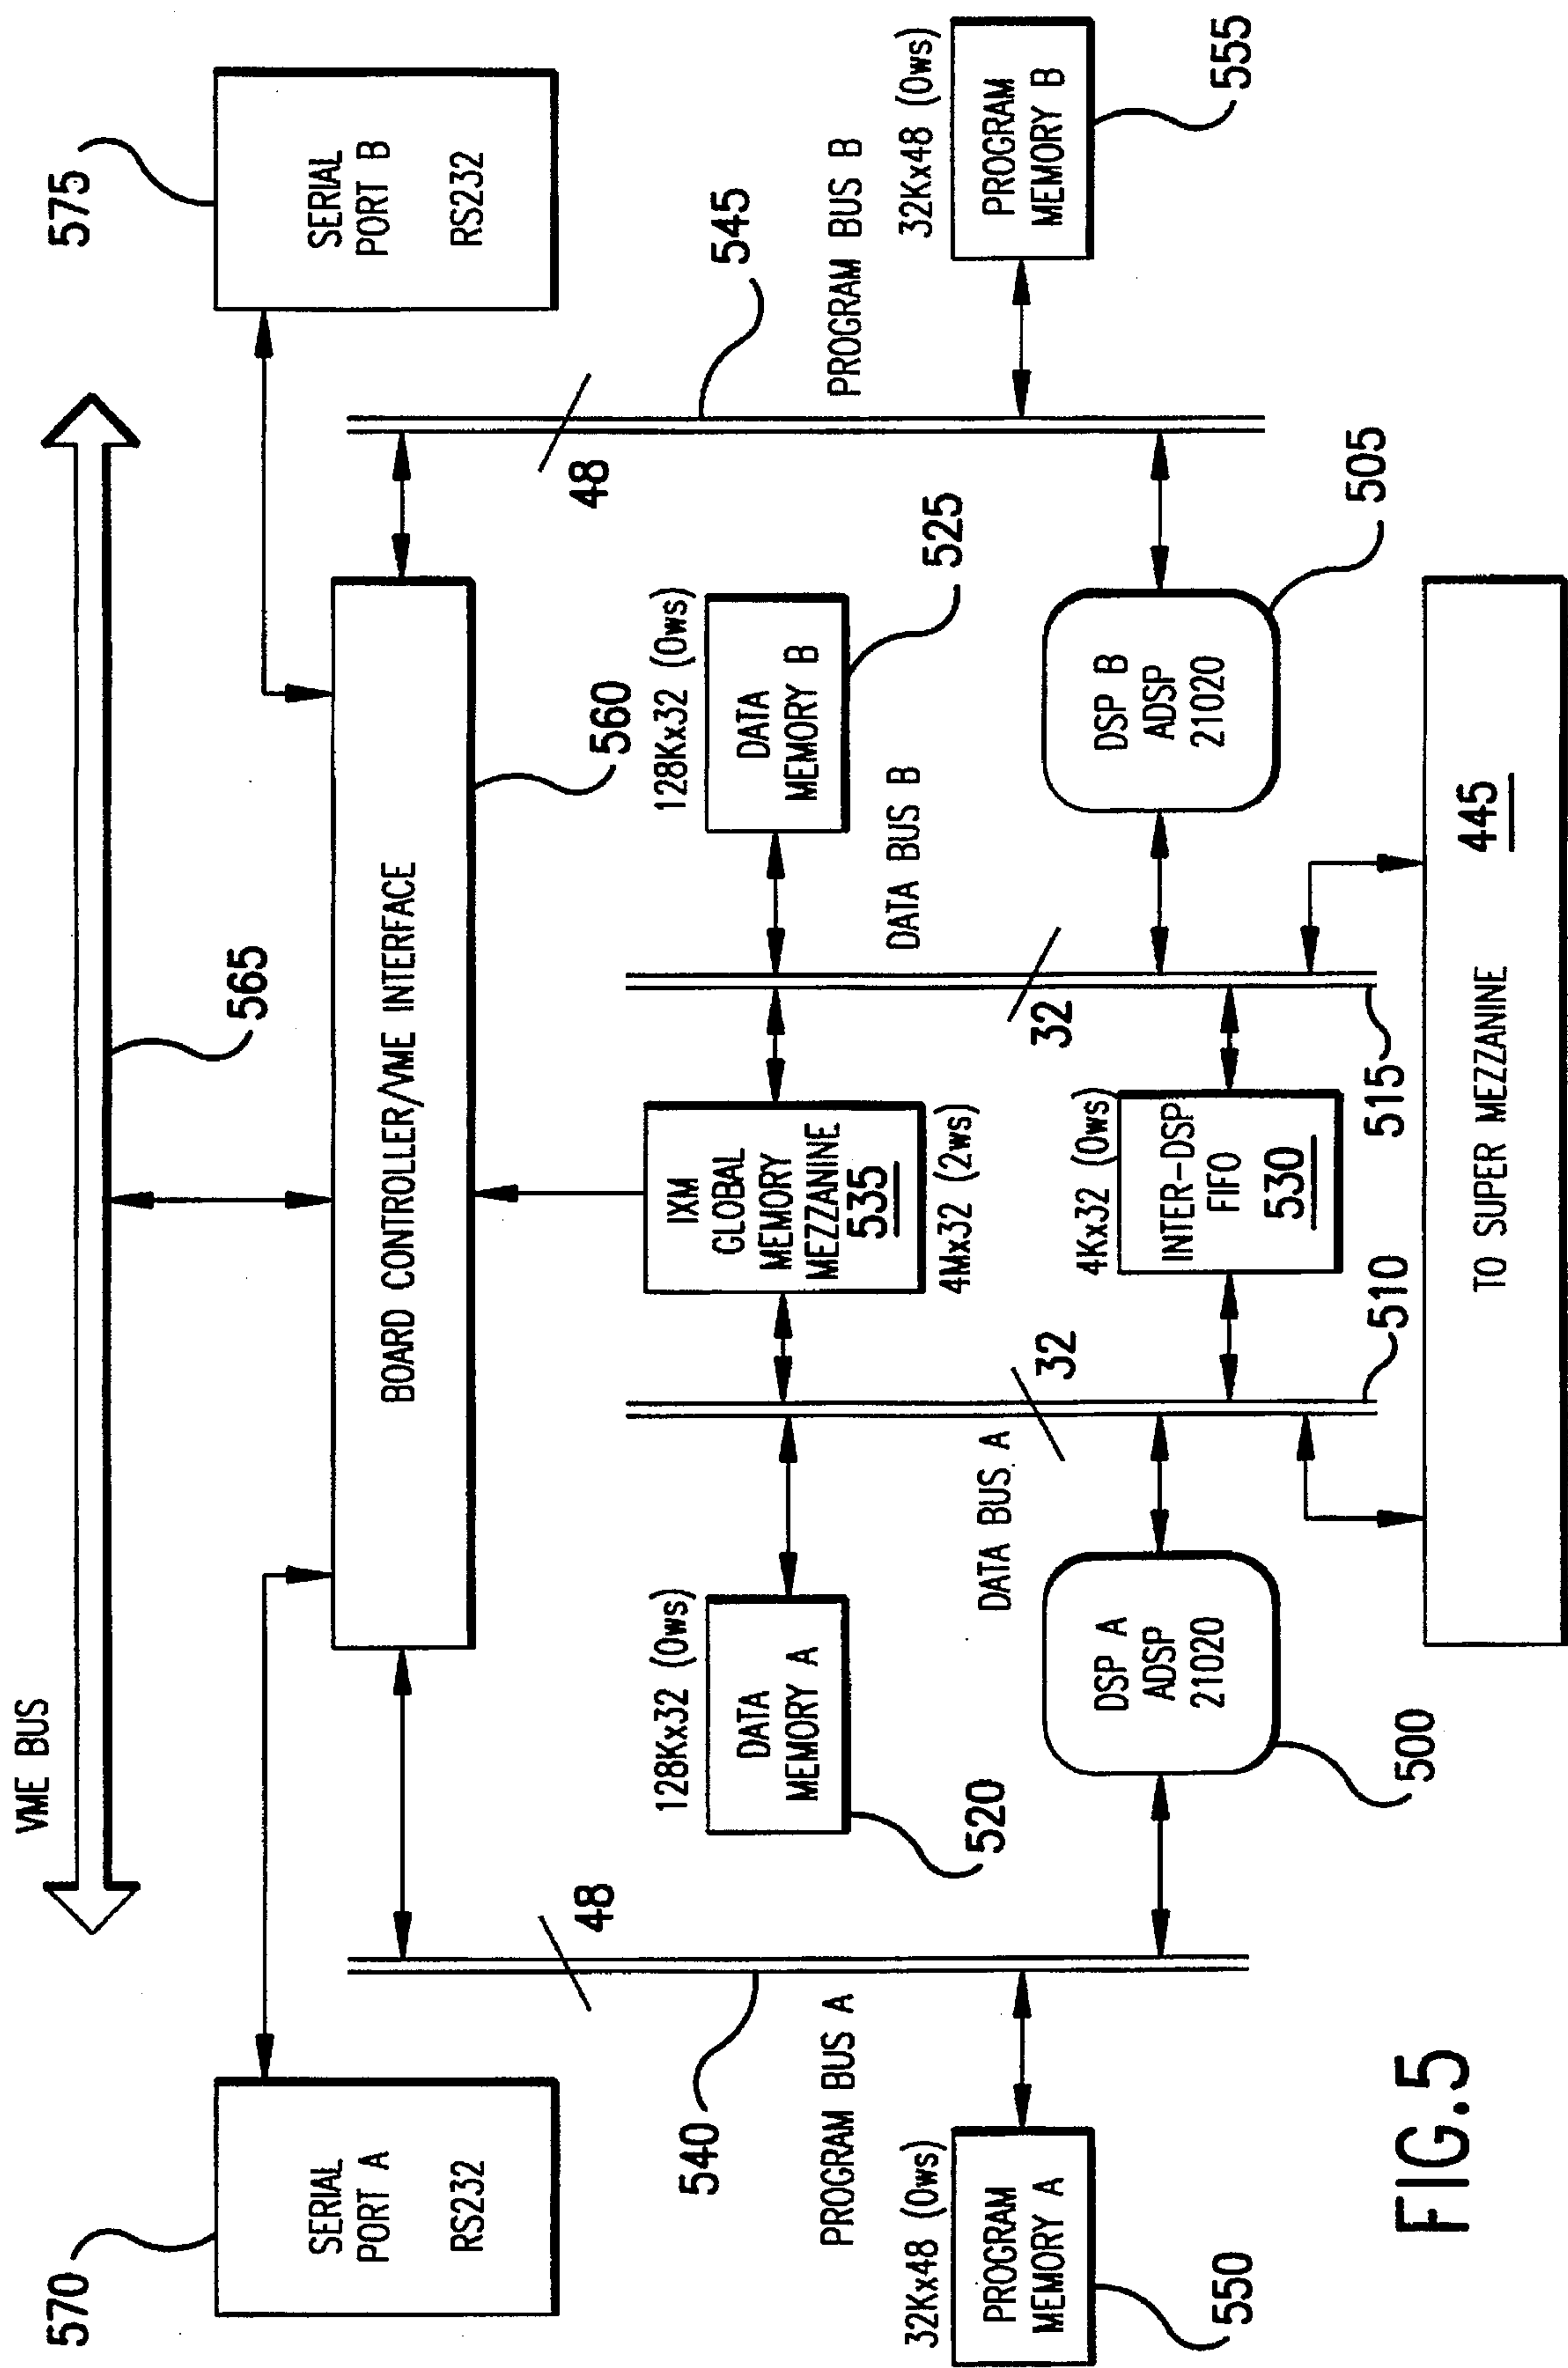 VME BUS
570
SERIAL
PORT A
RS232
565
575
SERIAL
PORT B
RS232
BOARD CONTROLLER/VME INTERFACE
560
48
48
540
545
PROGRAM BUS A
PROGRAM BUS B
128Kx32 (0ws)
DATA
MEMORY A
520
IXM
GLOBAL
MEMORY
MEZZANINE
535
4Mx32 (2ws)
128Kx32 (0ws)
DATA
MEMORY B
525
DATA BUS A
32
32
DATA BUS B
32Kx48 (0ws)
PROGRAM
MEMORY A
550
DSP A
ADSP
21020
500
4Kx32 (0ws)
INTER-DSP
FIFO
530
DSP B
ADSP
21020
505
32Kx48 (0ws)
PROGRAM
MEMORY B
555
510
515
TO SUPER MEZZANINE
445
FIG.5